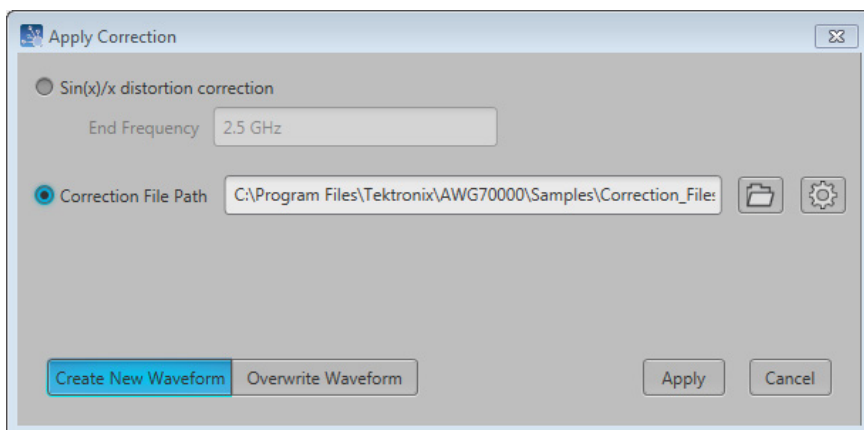 Apply Correction
Sin(x)/x distortion correction
End Frequency 2.5 GHz
Correction File Path C:\Program Files\Tektronix\AWG70000\Samples\Correction_Files
Create New Waveform Overwrite Waveform Apply Cancel